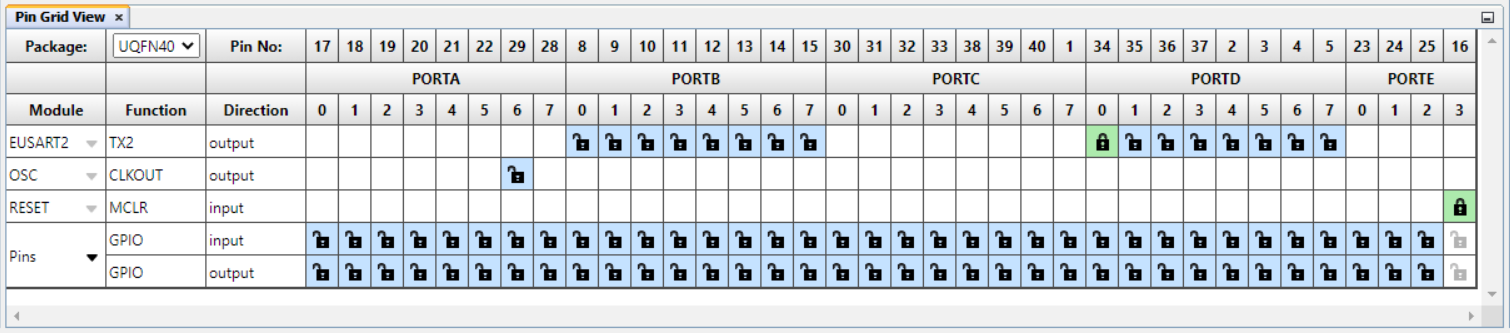 Pin Grid View ×
Package: UQFN40 Pin No: 17 18 19 20 21 22 29 28 8 9 10 11 12 13 14 15 30 31 32 33 38 39 40 1 34 35 36 37 2 3 4 5 23 24 25 16
PORTA PORTB PORTC PORTD PORTE
Module Function Direction 0 1 2 3 4 5 6 7 0 1 2 3 4 5 6 7 0 1 2 3 4 5 6 7 0 1 2 3 4 5 6 7 0 1 2 3
EUSART2 TX2 output
OSC CLKOUT output
RESET MCLR input
Pins GPIO input
GPIO output